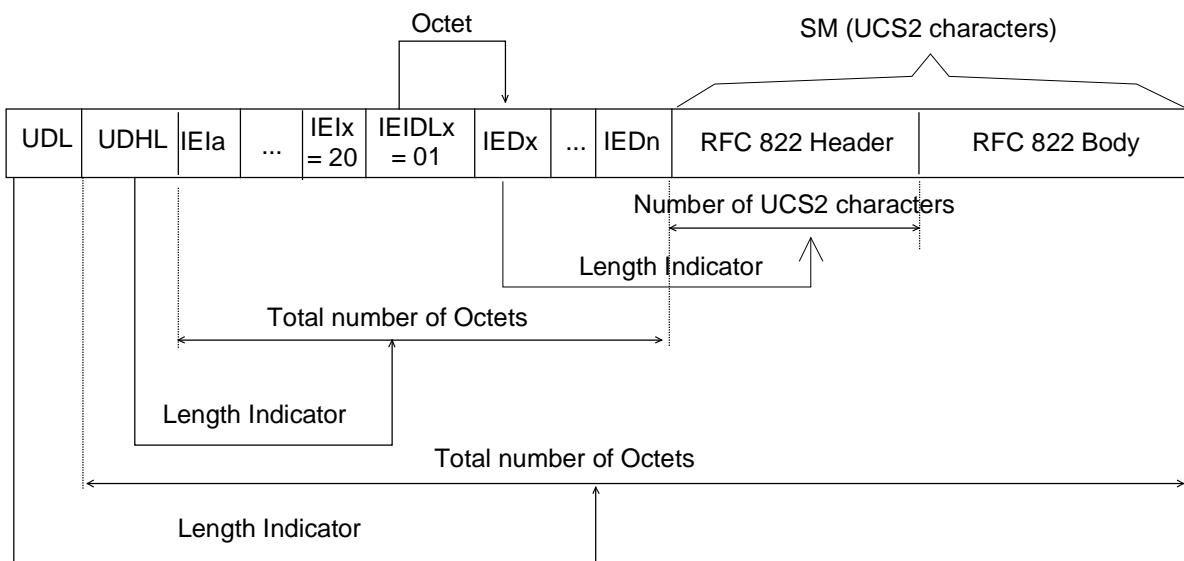 Octet
SM (UCS2 characters)
UDL
UDHL
IEIa
...
IEIx
= 20
IEIDLx
= 01
IEDx
...
IEDn
RFC 822 Header
RFC 822 Body
Number of UCS2 characters
Length Indicator
Total number of Octets
Length Indicator
Total number of Octets
Length Indicator